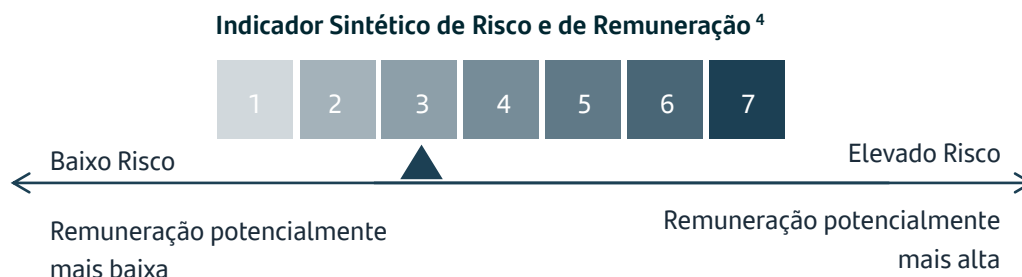 Indicador Sintético de Risco e de Remuneração ⁴
1 2 3 4 5 6 7
Baixo Risco
Elevado Risco
Remuneração potencialmente
mais baixa
Remuneração potencialmente
mais alta